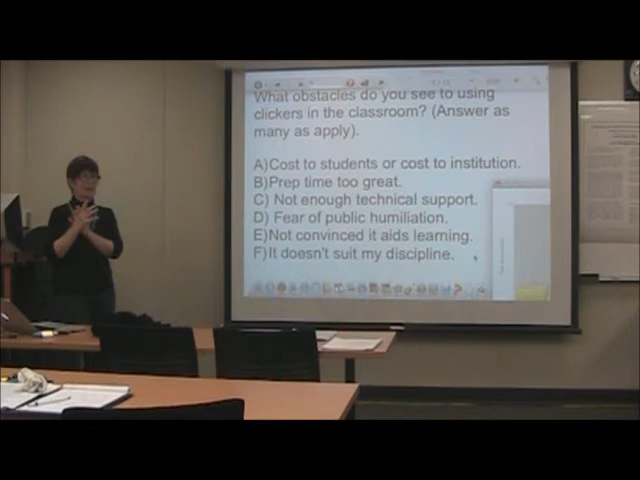 What obstacles do you see to using
clickers in the classroom? (Answer as
many as apply).
A)Cost to students or cost to institution.
B)Prep time too great.
C) Not enough technical support.
D) Fear of public humiliation.
E)Not convinced it aids learning.
F)It doesn't suit my discipline.